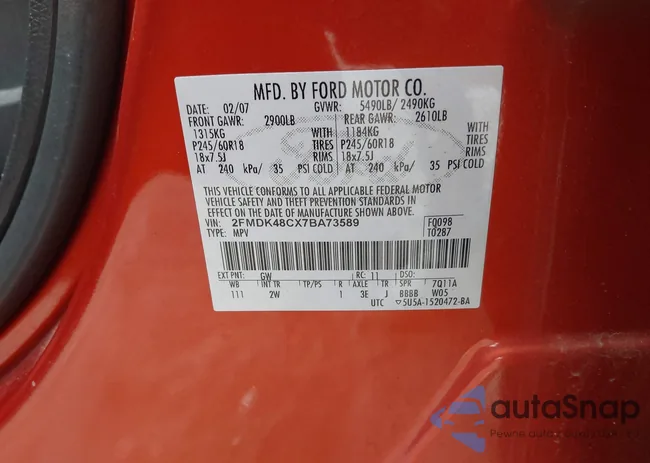 MFD. BY FORD MOTOR CO.
DATE: 02/07 GVWR: 5490LB/ 2490KG
FRONT GAWR: 2900LB REAR GAWR: 2610LB
1315KG WITH 1184KG WITH
P245/60R18 TIRES P245/60R18 TIRES
18x7.5J RIMS 18x7.5J RIMS
AT 240 kPa/ 35 PSI COLD AT 240 kPa/ 35 PSI COLD
THIS VEHICLE CONFORMS TO ALL APPLICABLE FEDERAL MOTOR
VEHICLE SAFETY AND THEFT PREVENTION STANDARDS IN
EFFECT ON THE DATE OF MANUFACTURE SHOWN ABOVE.
VIN: 2FMDK48CX7BA73589 F0098
TYPE: MPV T0287
EXT PNT: GW RC: 11 DSO:
WB INT TR TP/PS R AXLE TR SPR 7Q11A
111 2W 1 3E J BBBB W05
UTC ▽5U5A-1520472-BA
autoSnap
Pewne auta